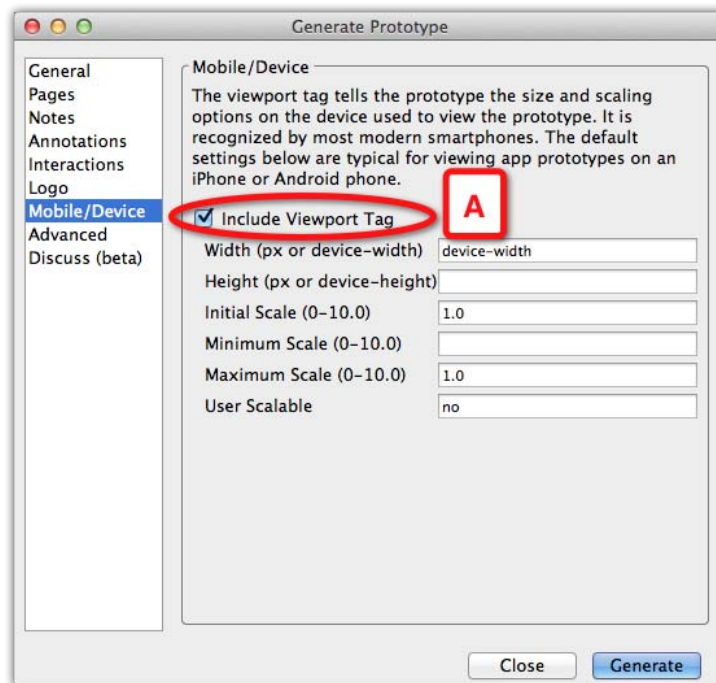 Generate Prototype
General
Pages
Notes
Annotations
Interactions
Logo
Mobile/Device
Advanced
Discuss (beta)
Mobile/Device
The viewport tag tells the prototype the size and scaling
options on the device used to view the prototype. It is
recognized by most modern smartphones. The default
settings below are typical for viewing app prototypes on an
iPhone or Android phone.
Include Viewport Tag
A
Width (px or device-width) device-width
Height (px or device-height)
Initial Scale (0-10.0) 1.0
Minimum Scale (0-10.0)
Maximum Scale (0-10.0) 1.0
User Scalable no
Close Generate